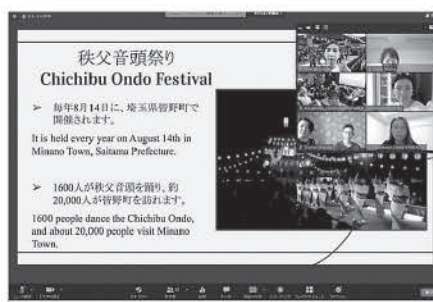 秩父音頭祭り
Chichibu Ondo Festival
➢ 毎年8月14日に、埼玉県皆野町で
開催されます。
It is held every year on August 14th in
Minano Town, Saitama Prefecture.
➢ 1600人が秩父音頭を踊り、約
20,000人が皆野町を訪れます。
1600 people dance the Chichibu Ondo,
and about 20,000 people visit Minano
Town.